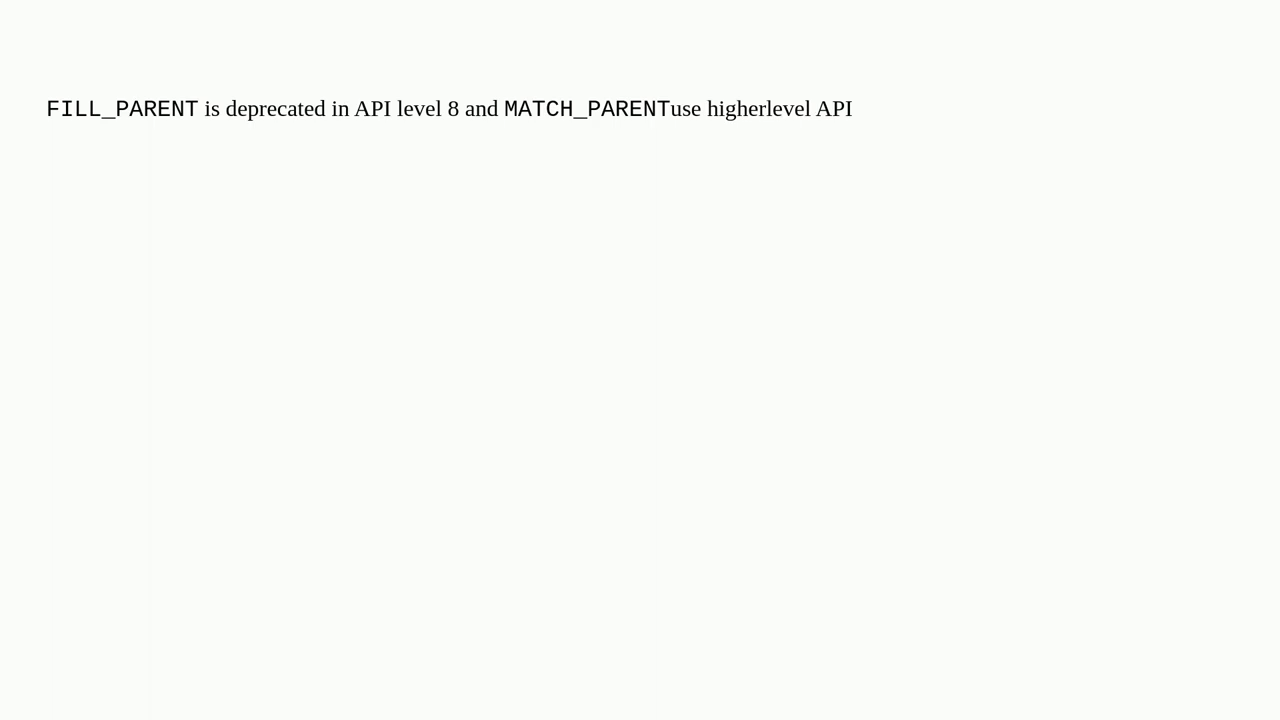 FILL_PARENT is deprecated in API level 8 and MATCH_PARENTuse higherlevel API